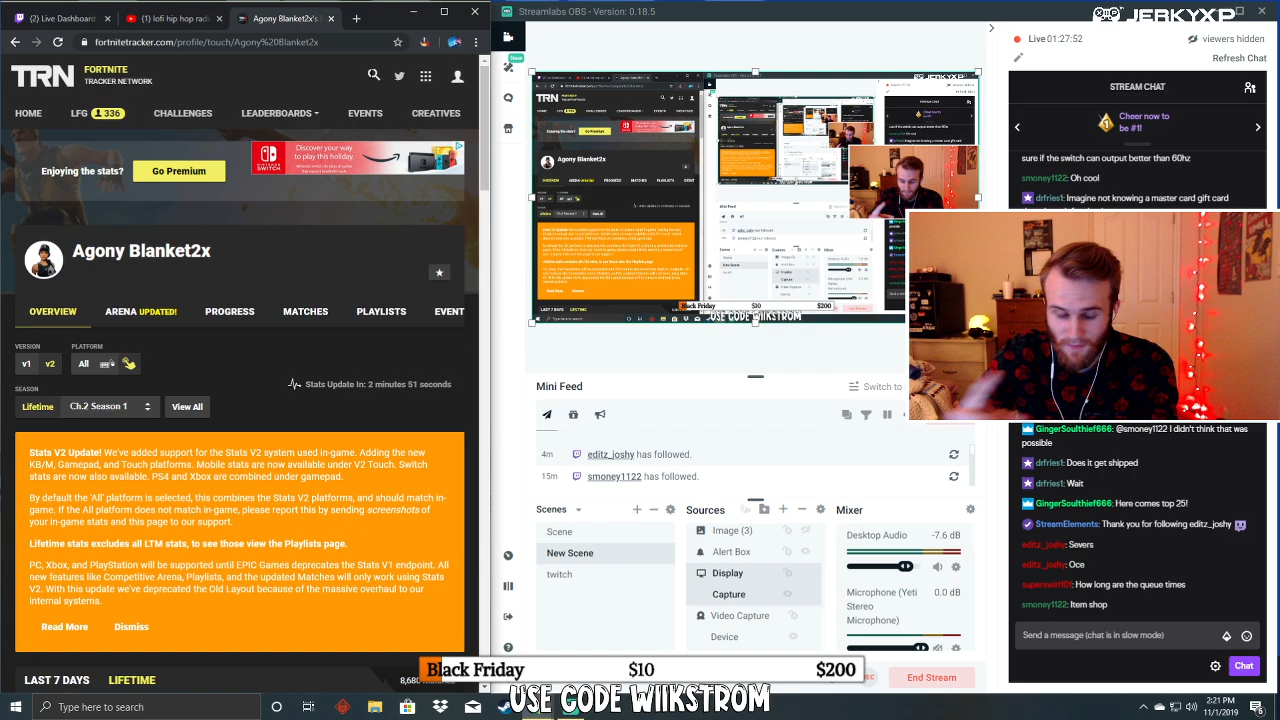 (2) jerkyxp
(1) lofi hip hop radi
Streamlabs OBS - Version: 0.18.5
JERKYXP
fortnitetracker.com/profile/touch/Agony%20Blanket2x
TRN
FORTNITE
TRACKER NETWORK
EVENTS
CREATIVES
NINTENDO SWITCH
Discover your way
to play this holiday.
Go Premium
Agony Blanket2x
OVERVIEW
PROGRESS
MATCHES
PLAYLISTS
EVENT
VERSION
PLATFORM
v1
v2
All
Stats Update In: 2 minutes 51 seconds
SEASON
Lifetime
Ch.2 Season 1
View All
Stats V2 Update! We've added support for the Stats V2 system used in-game. Adding the new
KB/M, Gamepad, and Touch platforms. Mobile stats are now available under V2 Touch. Switch
stats are now also available. PS4 and Xbox are combined under gamepad.
By default the 'All' platform is selected, this combines the Stats V2 platforms, and should match in-
game. If the All platform does not match in-game, please report this by sending screenshots of
your in-game stats and this page to our support.
Lifetime stats excludes all LTM stats, to see those view the Playlists page.
PC, Xbox, and PlayStation will be supported until EPIC Games deprecates the Stats V1 endpoint. All
new features like Competitive Arena, Playlists, and the updated Matches will only work using Stats
V2. With this update we've deprecated the Old Layout because of the massive overhaul to our
internal systems.
Read More
Dismiss
LAST 7 DAYS
LIFETIME
New
Mini Feed
Switch to
4m
editz_joshy has followed.
15m
smoney1122 has followed.
Scenes
Scene
New Scene
twitch
Sources
Image (3)
Alert Box
Display
Capture
Video Capture
Device
Mixer
Desktop Audio
-7.6 dB
Microphone (Yeti
Stereo
Microphone)
0.0 dB
REC
End Stream
Black Friday
$10
$200
USE CODE WIIKSTROM
Live 01:27:52
viewers hidden
Refresh Chat
STREAM CHAT
Cheer now to
be #1!
1
sure if the switch can output better than 60hz
smoney1122: Oh cool
drfries1: Imagine not knowing a master card gift card
GingerSoulthief666: @smoney1122 I didn't think that was
possible
drfries1: Does it get shipped
drfries1: Wait
GingerSoulthief666: Here comes top 25!
StreamElements: Thank you for following editz_joshy
editz_joshy: Severs
editz_joshy: Oce
: How long are the queue times
smoney1122: Item shop
Send a message (chat is in slow mode)
Chat
Type here to search
2:21 PM
11/1/2019